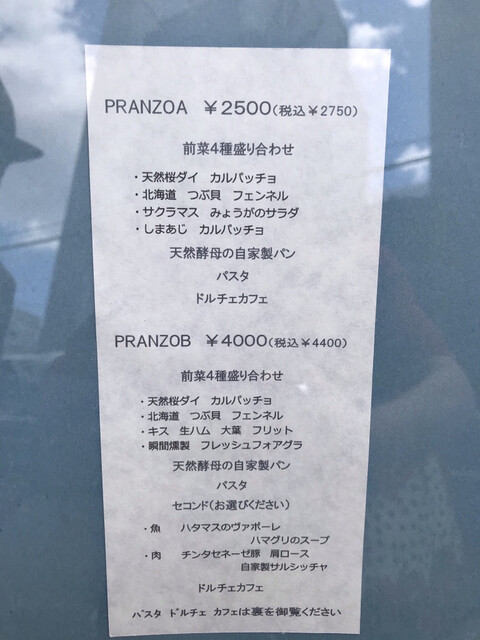 PRANZOA ￥2500(税込￥2750)
前菜4種盛り合わせ
・天然桜ダイ カルパッチョ
・北海道 つぶ貝 フェンネル
・サクラマス みょうがのサラダ
・しまあじ カルパッチョ
天然酵母の自家製パン
パスタ
ドルチェカフェ
PRANZOB ￥4000(税込￥4400)
前菜4種盛り合わせ
・天然桜ダイ カルパッチョ
・北海道 つぶ貝 フェンネル
・キス 生ハム 大葉 フリット
・瞬間燻製 フレッシュフォアグラ
天然酵母の自家製パン
パスタ
セコンド(お選びください)
・魚 ハタマスのヴァポーレ
ハマグリのスープ
・肉 チンタセネーゼ豚 肩ロース
自家製サルシッチャ
ドルチェカフェ
パスタ ドルチェ カフェは裏を御覧ください